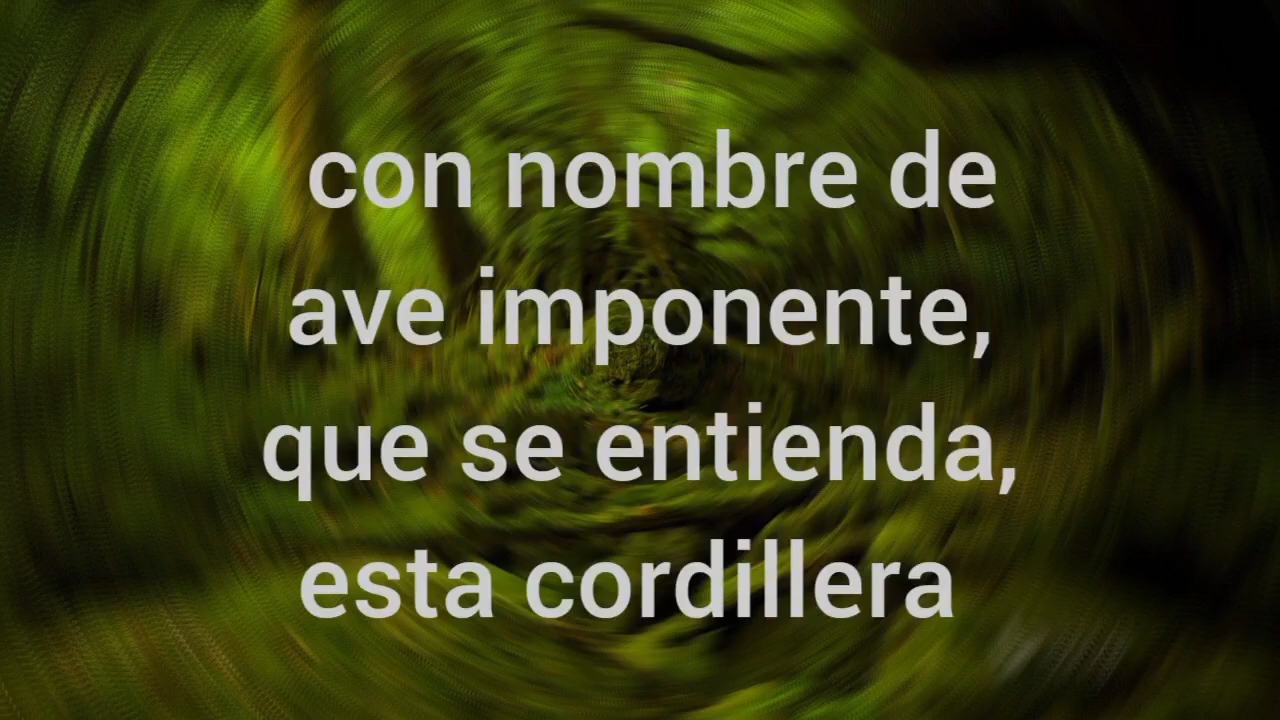 con nombre de
ave imponente,
que se entienda,
esta cordillera